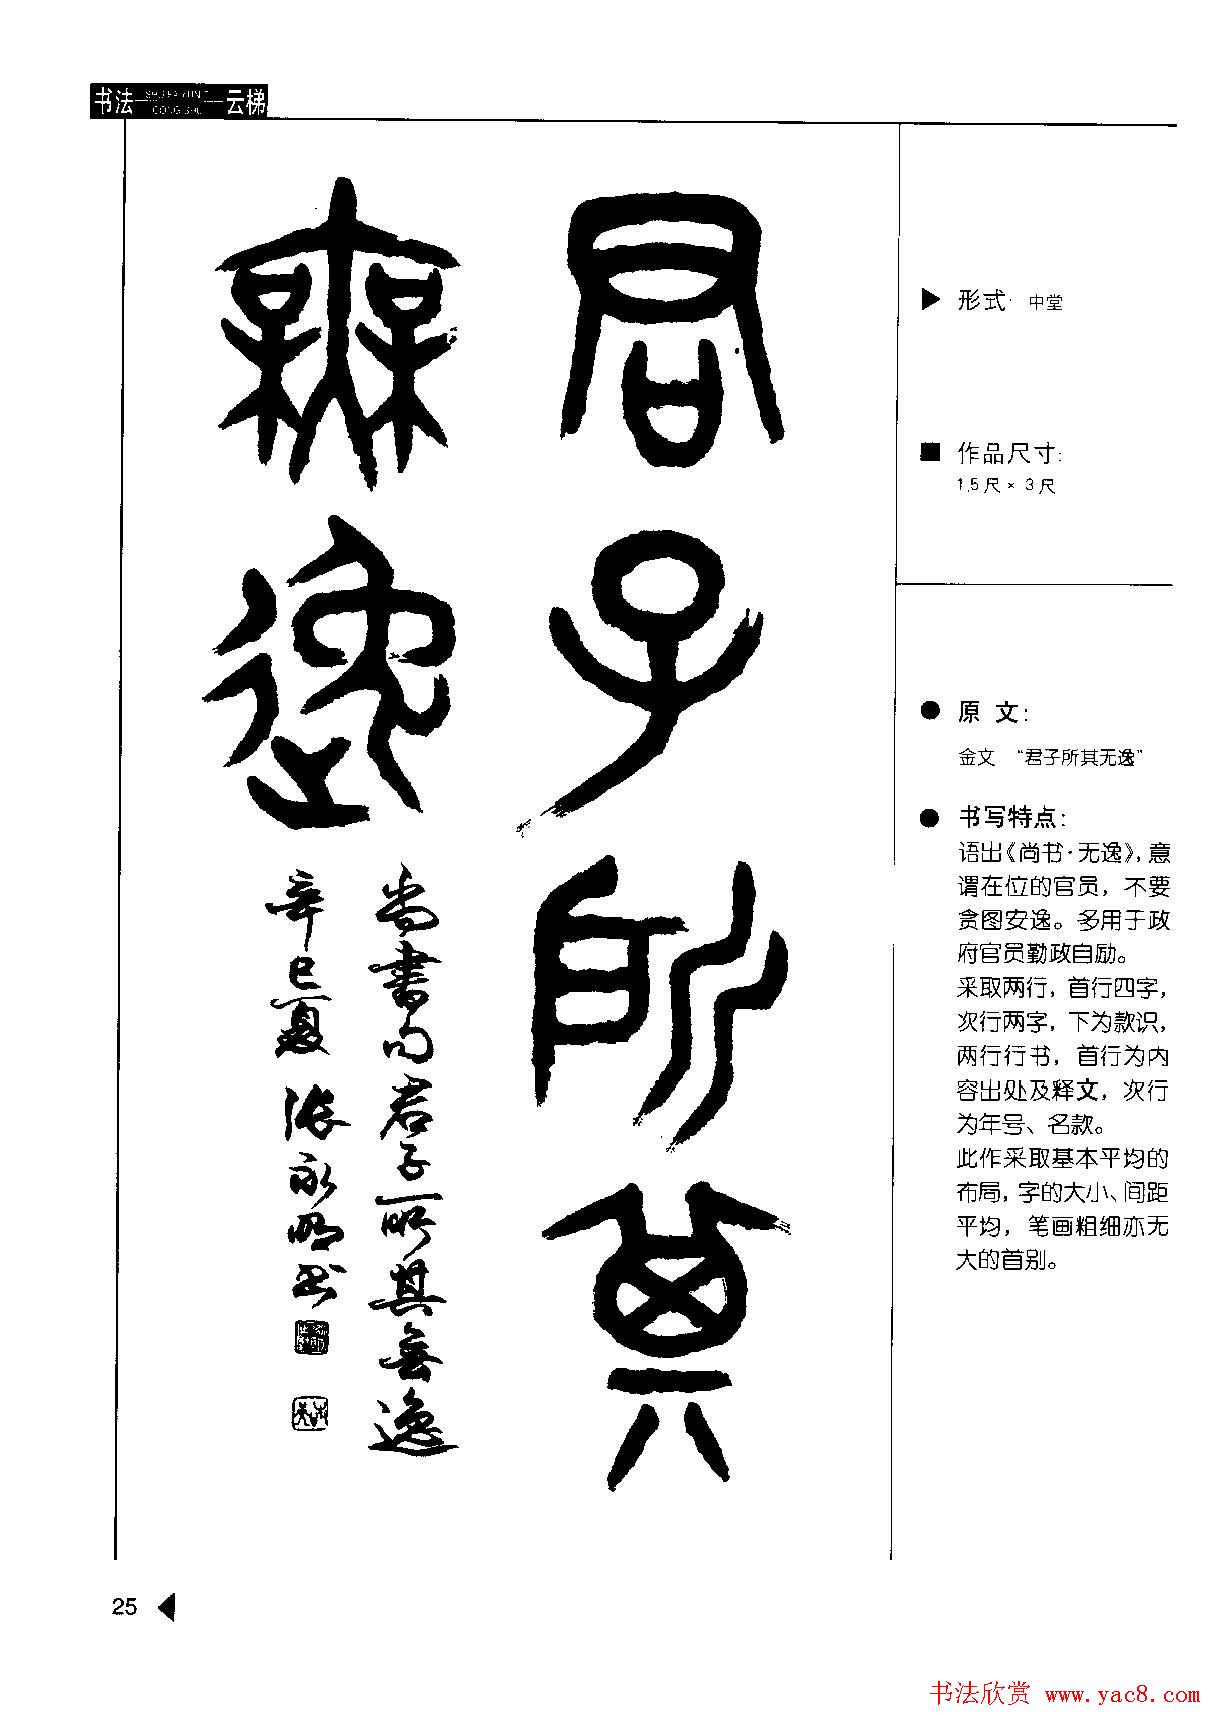 书法 云梯
君子所其
無逸
尚書句君子所其無逸
辛巳夏 張永明书
形式: 中堂
作品尺寸:
1.5尺 × 3尺
原 文:
金文 “君子所其无逸”
书写特点:
语出《尚书·无逸》, 意
谓在位的官员, 不要
贪图安逸。多用于政
府官员勤政自励。
采取两行, 首行四字,
次行两字, 下为款识,
两行行书, 首行为内
容出处及释文, 次行
为年号、名款。
此作采取基本平均的
布局, 字的大小、间距
平均, 笔画粗细亦无
大的首别。
25
书法欣赏 www.yac8.com